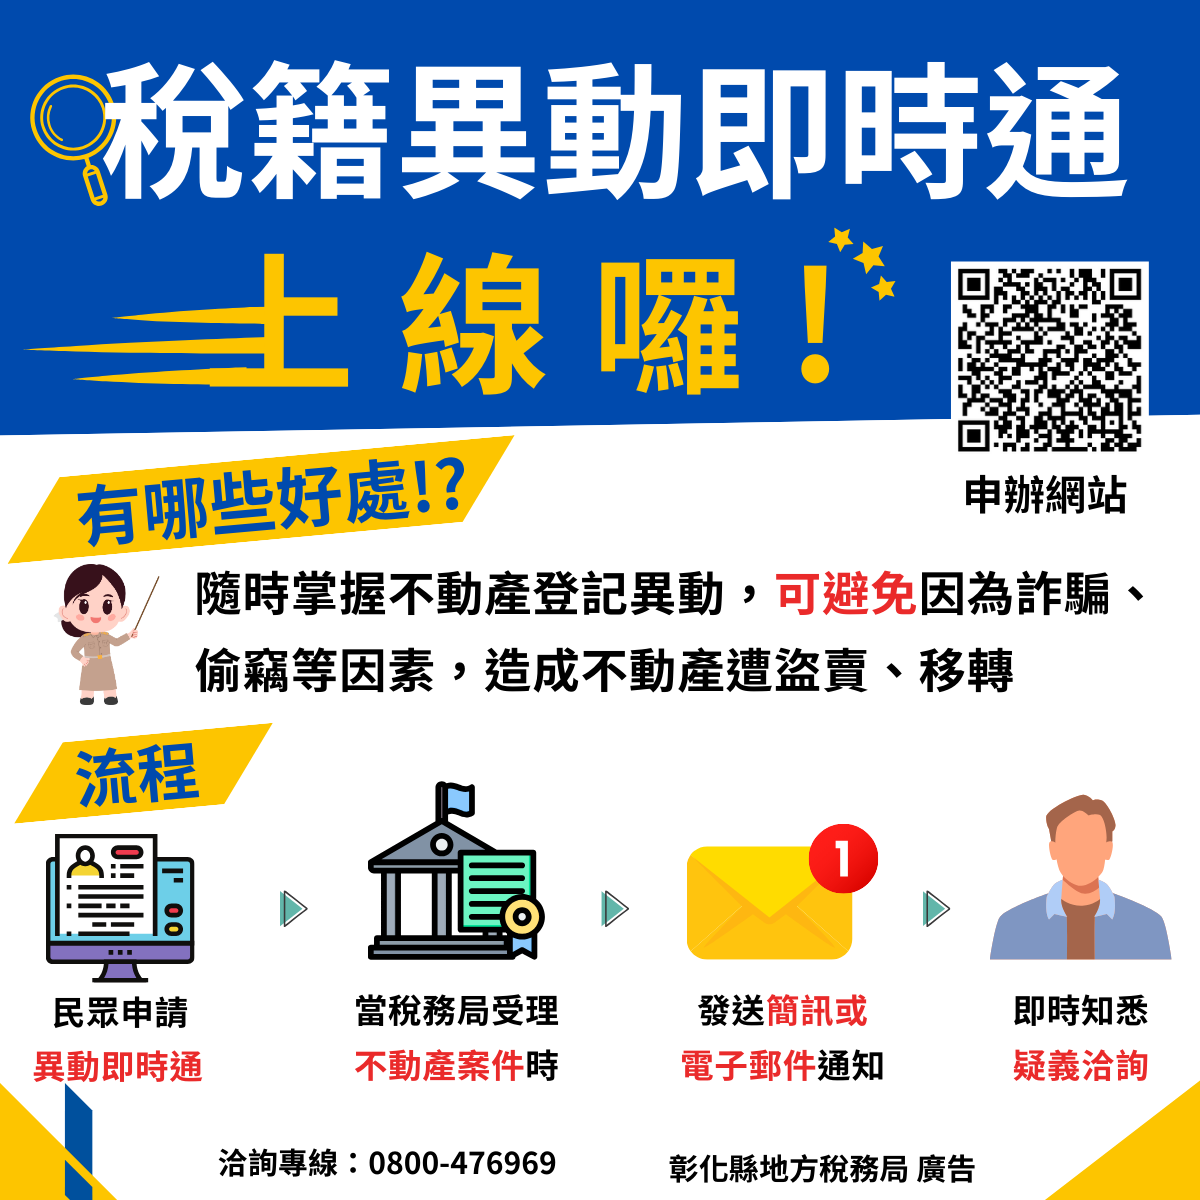 稅籍異動即時通
上線囉!
申辦網站
有哪些好處!?
隨時掌握不動產登記異動，可避免因為詐騙、
偷竊等因素，造成不動產遭盜賣、移轉
流程
1
民眾申請
異動即時通
當稅務局受理
不動產案件時
發送簡訊或
電子郵件通知
即時知悉
疑義洽詢
洽詢專線：0800-476969
彰化縣地方稅務局 廣告